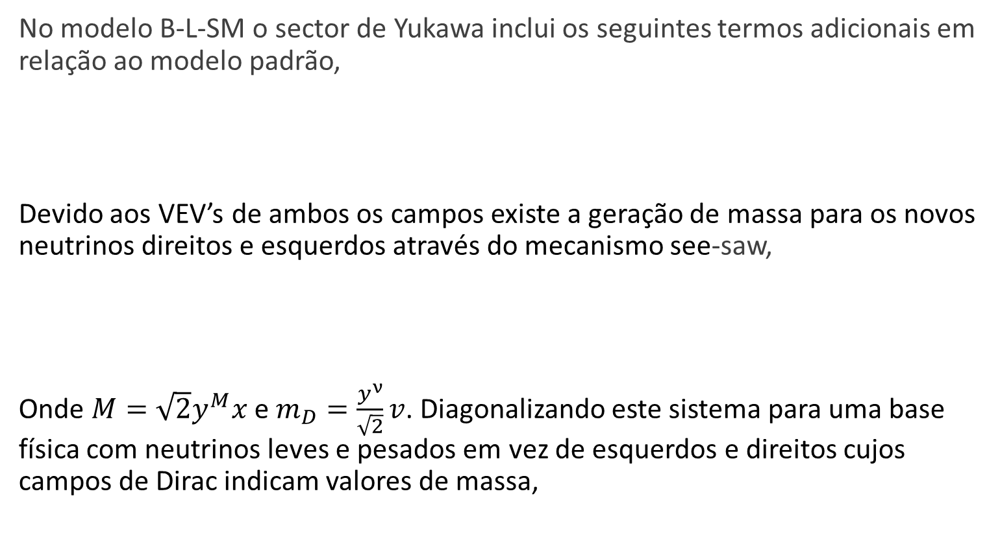 No modelo B-L-SM o sector de Yukawa inclui os seguintes termos adicionais em
relação ao modelo padrão,
Devido aos VEV’s de ambos os campos existe a geração de massa para os novos
neutrinos direitos e esquerdos através do mecanismo see-saw,
Onde $M = \sqrt{2}y^{M}x$ e $m_D = \frac{y^{\nu}}{\sqrt{2}}v$. Diagonalizando este sistema para uma base
física com neutrinos leves e pesados em vez de esquerdos e direitos cujos
campos de Dirac indicam valores de massa,